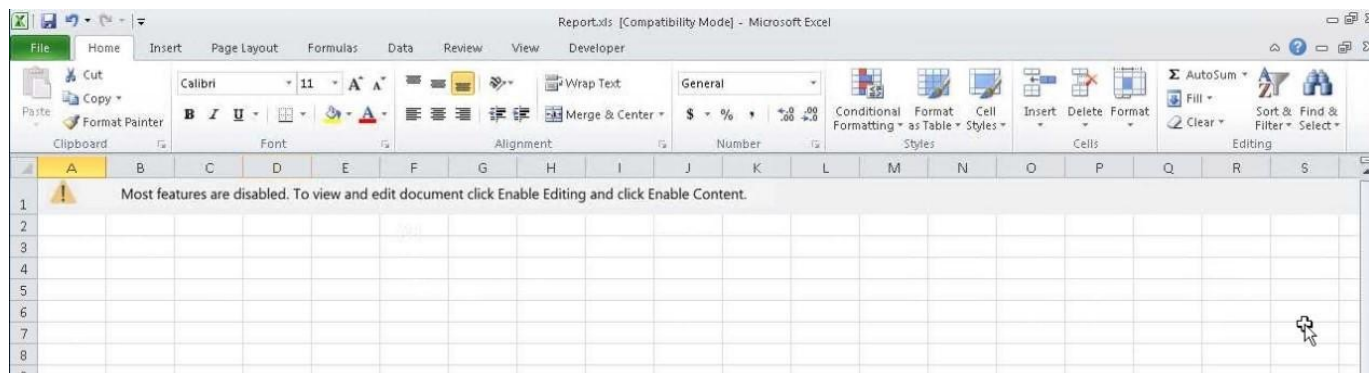 Report.xls [Compatibility Mode] - Microsoft Excel
File Home Insert Page Layout Formulas Data Review View Developer
Cut
Copy
Format Painter
Paste
Clipboard
Calibri 11 A A
B I U A
Font
Wrap Text
Merge & Center
Alignment
General
$ % , .0 .00 .00 .0
Number
Conditional Formatting
Format as Table
Cell Styles
Styles
Insert Delete Format
Cells
Σ AutoSum
Fill
Clear
Sort & Filter
Find & Select
Editing
A B C D E F G H I J K L M N O P Q R S
1 Most features are disabled. To view and edit document click Enable Editing and click Enable Content.
2
3
4
5
6
7
8